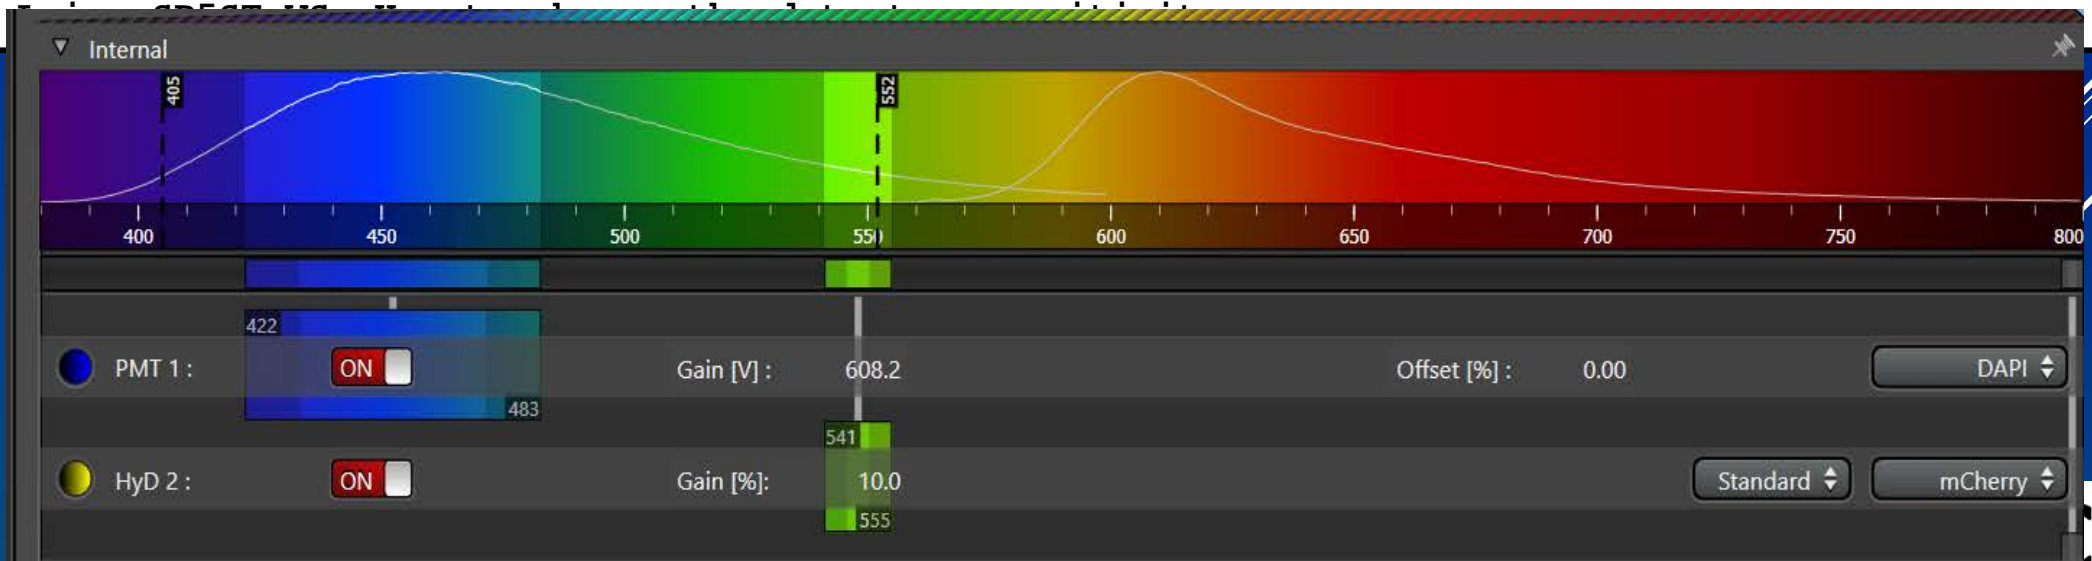 Internal
405
552
400 450 500 550 600 650 700 750 800
422
PMT 1 : ON Gain [V] : 608.2 Offset [%] : 0.00 DAPI
483
541
HyD 2 : ON Gain [%]: 10.0 Standard mCherry
555